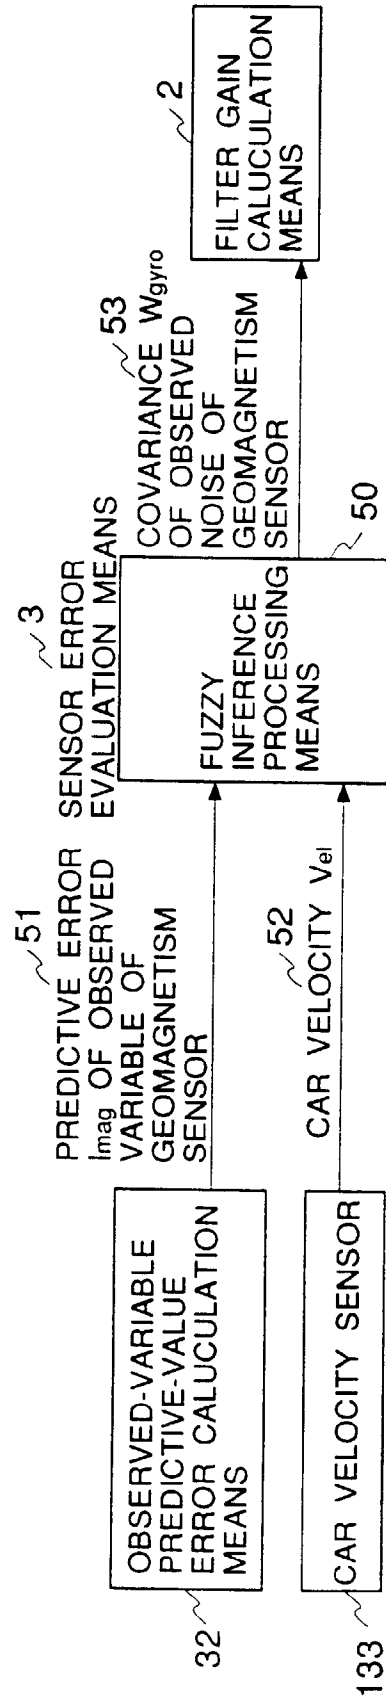 OBSERVED-VARIABLE
PREDICTIVE-VALUE
ERROR CALUCULATION
MEANS
32
CAR VELOCITY SENSOR
133
51
PREDICTIVE ERROR
Imag OF OBSERVED
VARIABLE OF
GEOMAGNETISM
SENSOR
52
CAR VELOCITY Vel
3
SENSOR ERROR
EVALUATION MEANS
FUZZY
INFERENCE
PROCESSING
MEANS
50
53
COVARIANCE Wgyro
OF OBSERVED
NOISE OF
GEOMAGNETISM
SENSOR
2
FILTER GAIN
CALUCULATION
MEANS